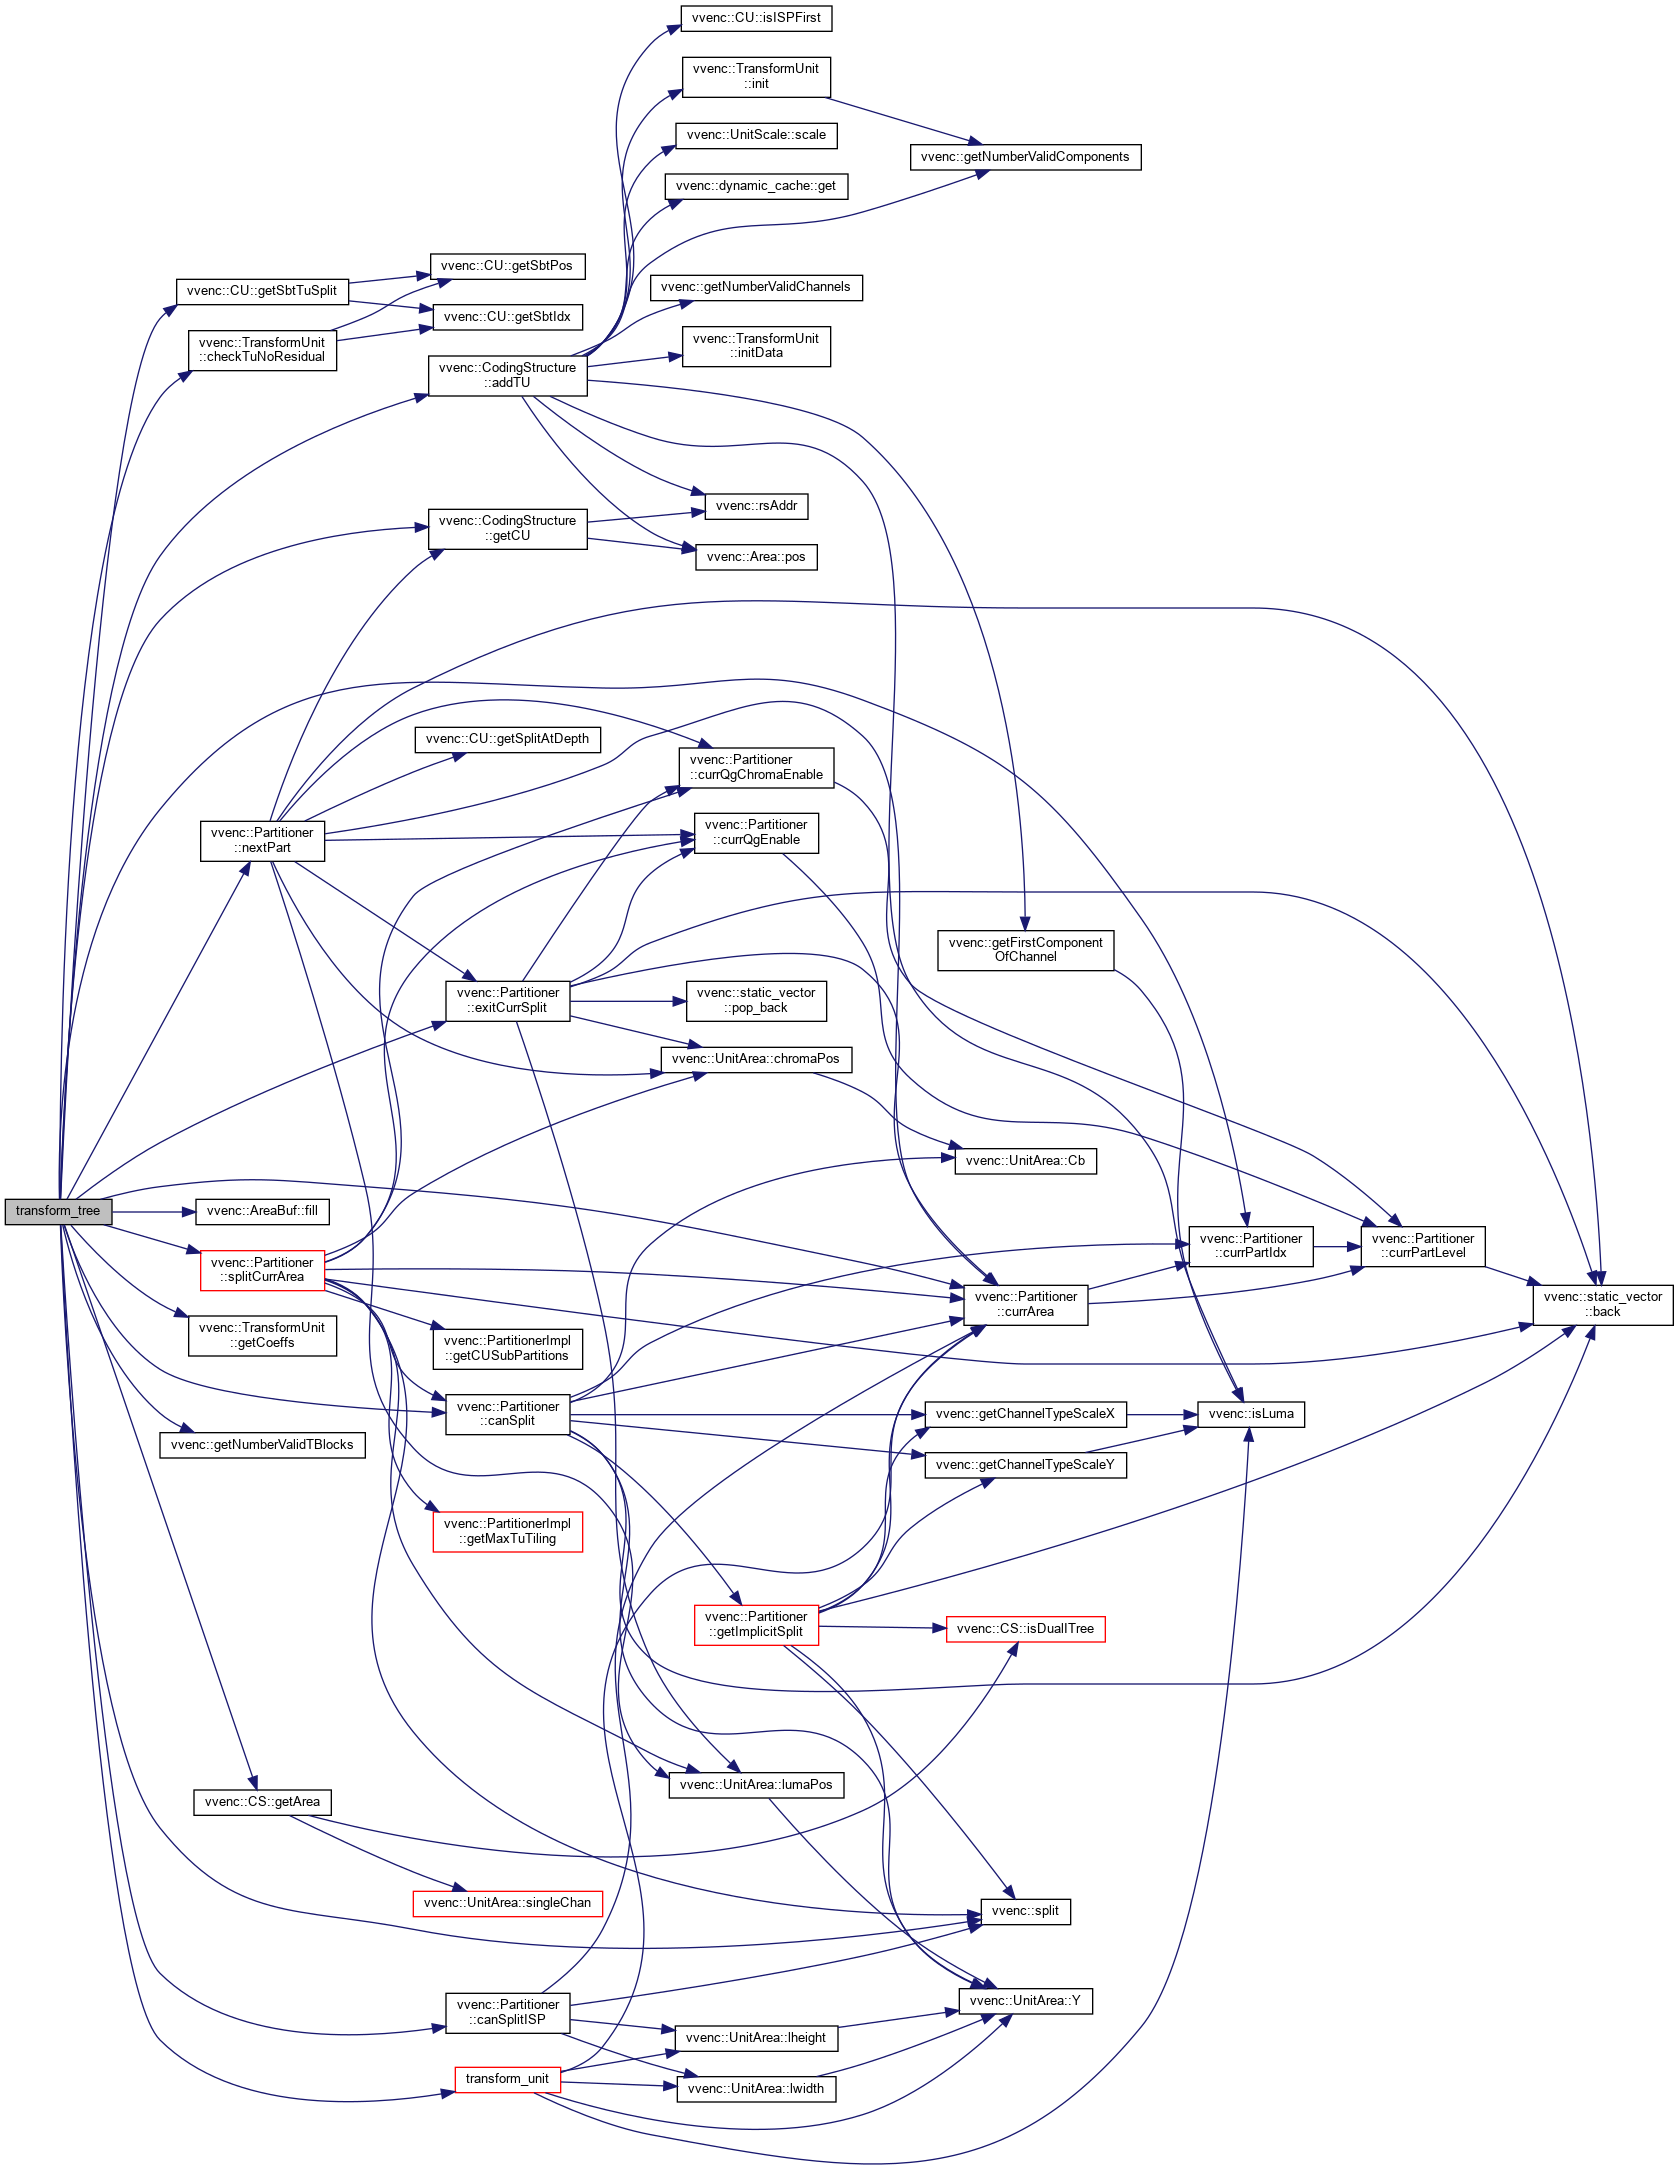 vvenc::CU::isISPFirst
vvenc::TransformUnit
::init
vvenc::UnitScale::scale
vvenc::getNumberValidComponents
vvenc::dynamic_cache::get
vvenc::CU::getSbtPos
vvenc::CU::getSbtTuSplit
vvenc::getNumberValidChannels
vvenc::CU::getSbtIdx
vvenc::TransformUnit
::checkTuNoResidual
vvenc::TransformUnit
::initData
vvenc::CodingStructure
::addTU
vvenc::rsAddr
vvenc::CodingStructure
::getCU
vvenc::Area::pos
vvenc::CU::getSplitAtDepth
vvenc::Partitioner
::currQgChromaEnable
vvenc::Partitioner
::nextPart
vvenc::Partitioner
::currQgEnable
vvenc::getFirstComponent
OfChannel
vvenc::Partitioner
::exitCurrSplit
vvenc::static_vector
::pop_back
vvenc::UnitArea::chromaPos
vvenc::UnitArea::Cb
transform_tree
vvenc::AreaBuf::fill
vvenc::Partitioner
::currPartIdx
vvenc::Partitioner
::currPartLevel
vvenc::Partitioner
::splitCurrArea
vvenc::Partitioner
::currArea
vvenc::static_vector
::back
vvenc::TransformUnit
::getCoeffs
vvenc::PartitionerImpl
::getCUSubPartitions
vvenc::Partitioner
::canSplit
vvenc::getChannelTypeScaleX
vvenc::isLuma
vvenc::getNumberValidTBlocks
vvenc::getChannelTypeScaleY
vvenc::PartitionerImpl
::getMaxTuTiling
vvenc::Partitioner
::getImplicitSplit
vvenc::CS::isDualITree
vvenc::UnitArea::lumaPos
vvenc::CS::getArea
vvenc::UnitArea::singleChan
vvenc::split
vvenc::Partitioner
::canSplitISP
vvenc::UnitArea::Y
vvenc::UnitArea::lheight
transform_unit
vvenc::UnitArea::lwidth